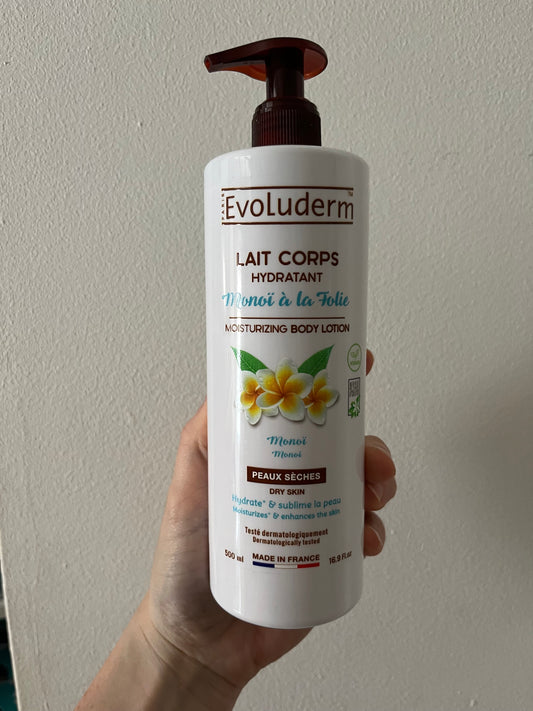 PARIS
EVOLUderm™
LAIT CORPS
HYDRATANT
Monoï à la Folie
MOISTURIZING BODY LOTION
Monoï
Monoi
PEAUX SÈCHES
DRY SKIN
Hydrate* & sublime la peau
Moisturizes* & enhances the skin
Testé dermatologiquement
Dermatologically tested
500 ml MADE IN FRANCE 16.9 Fl.oz